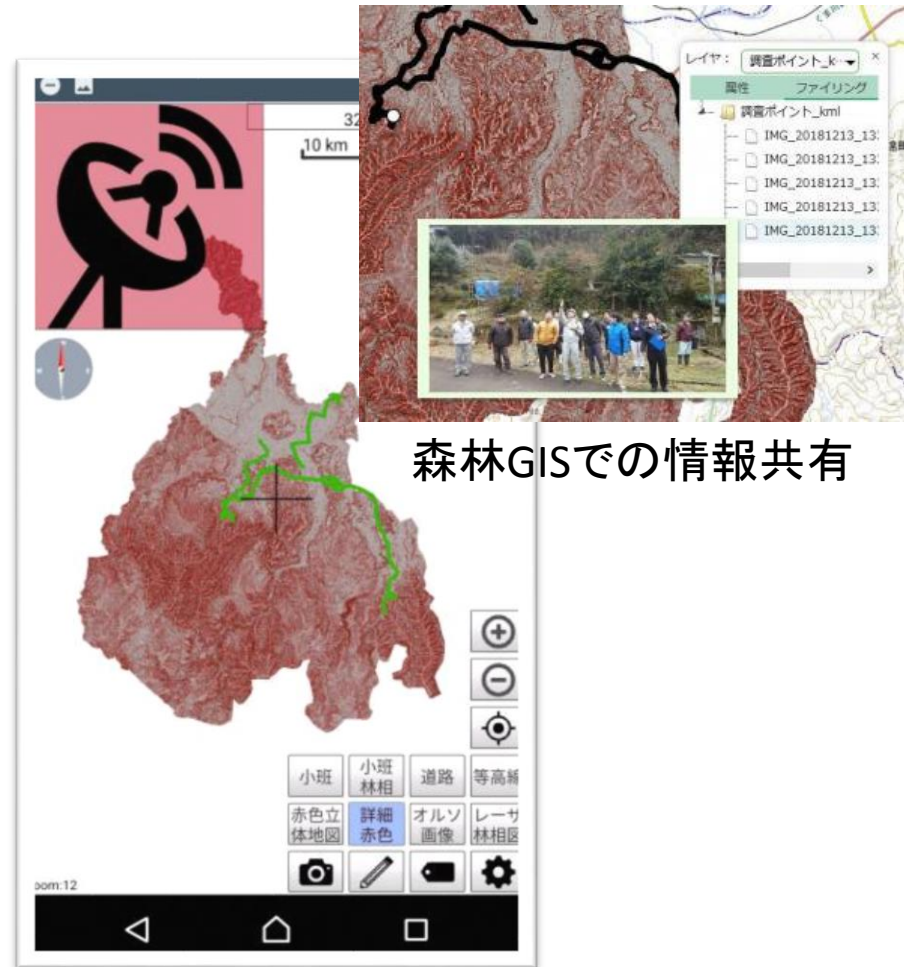 レイヤ：
調査ポイント_k…
属性
ファイリング
調査ポイント_kml
IMG_20181213_13
IMG_20181213_13
IMG_20181213_13
IMG_20181213_13
IMG_20181213_13
森林GISでの情報共有
32
10 km
小班
小班
林相
道路
等高線
赤色立
体地図
詳細
赤色
オルソ
画像
レーザ
林相図
oom:12